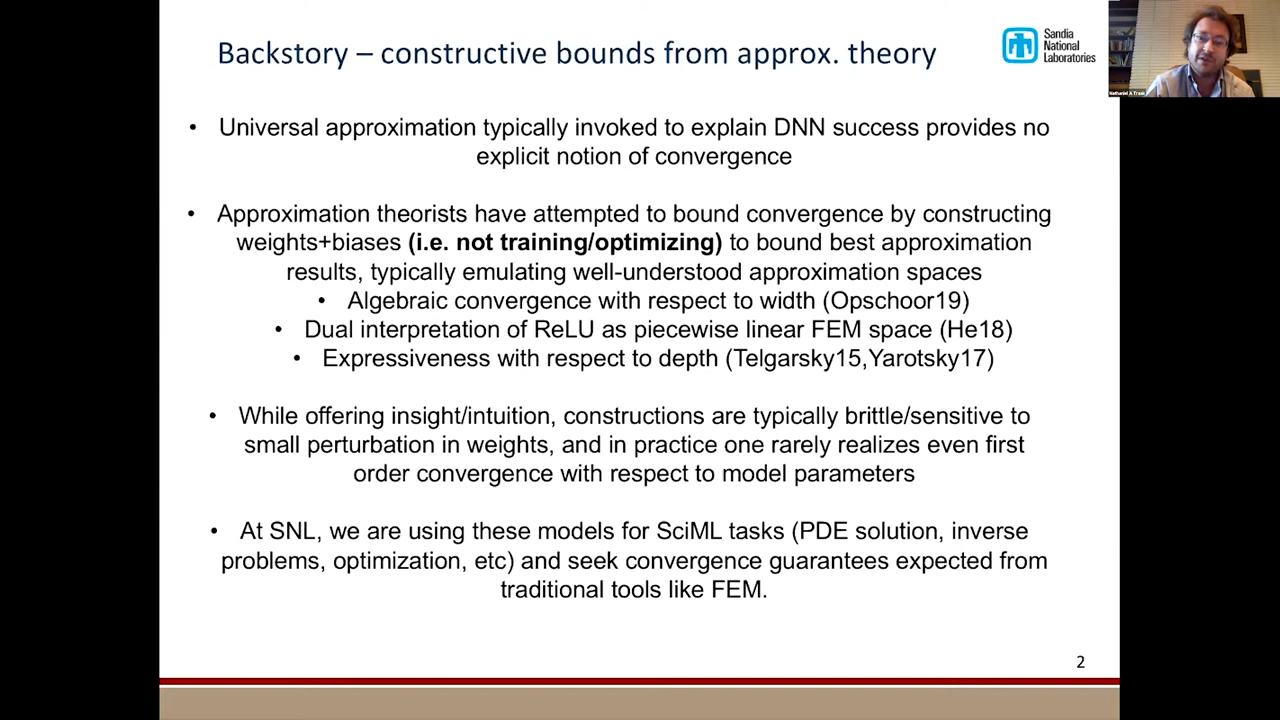 Backstory – constructive bounds from approx. theory
Sandia
National
Laboratories
• Universal approximation typically invoked to explain DNN success provides no
explicit notion of convergence
• Approximation theorists have attempted to bound convergence by constructing
weights+biases (i.e. not training/optimizing) to bound best approximation
results, typically emulating well-understood approximation spaces
• Algebraic convergence with respect to width (Opschoor19)
• Dual interpretation of ReLU as piecewise linear FEM space (He18)
• Expressiveness with respect to depth (Telgarsky15,Yarotsky17)
• While offering insight/intuition, constructions are typically brittle/sensitive to
small perturbation in weights, and in practice one rarely realizes even first
order convergence with respect to model parameters
• At SNL, we are using these models for SciML tasks (PDE solution, inverse
problems, optimization, etc) and seek convergence guarantees expected from
traditional tools like FEM.
2
Nathaniel A Trask